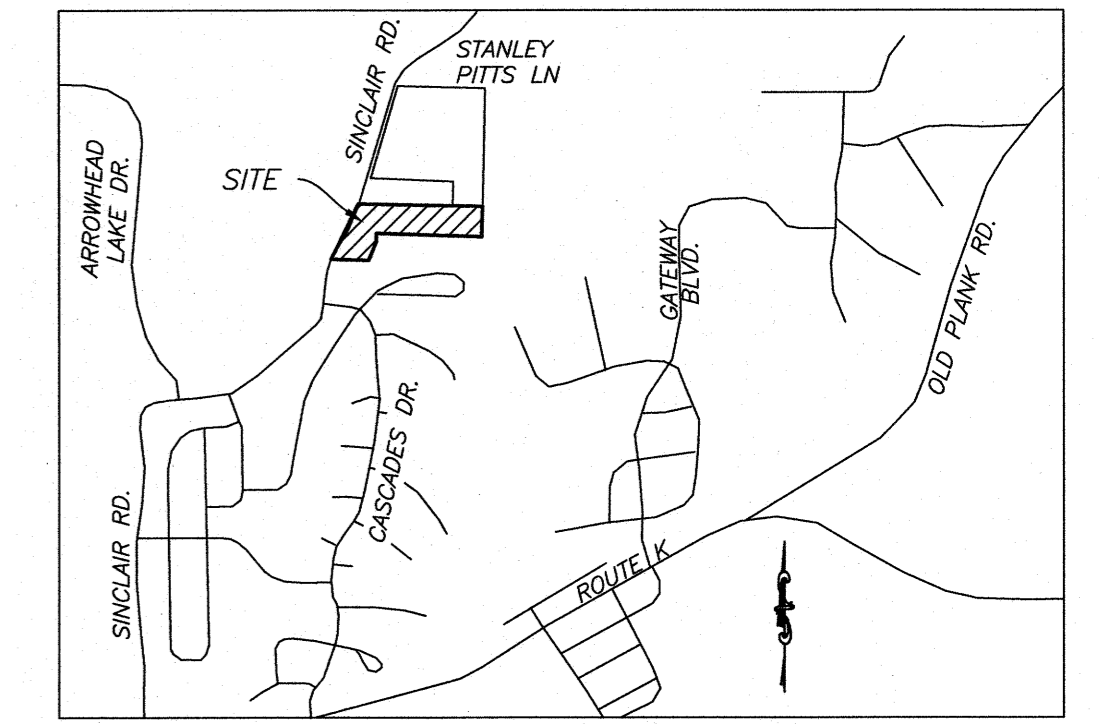 SINCLAIR RD.
STANLEY
PITTS LN
SITE
ARROWHEAD
LAKE DR.
GATEWAY
BLVD.
OLD PLANK RD.
CASCADES DR.
SINCLAIR RD.
ROUTE K